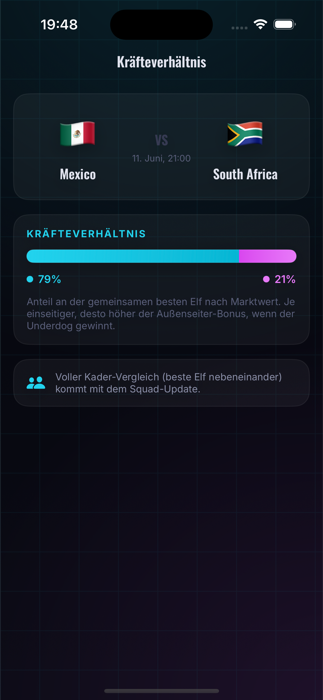 19:48
Kräfteverhältnis
VS
11. Juni, 21:00
Mexico
South Africa
KRÄFTEVERHÄLTNIS
79%
21%
Anteil an der gemeinsamen besten Elf nach Marktwert. Je
einseitiger, desto höher der Außenseiter-Bonus, wenn der
Underdog gewinnt.
Voller Kader-Vergleich (beste Elf nebeneinander)
kommt mit dem Squad-Update.